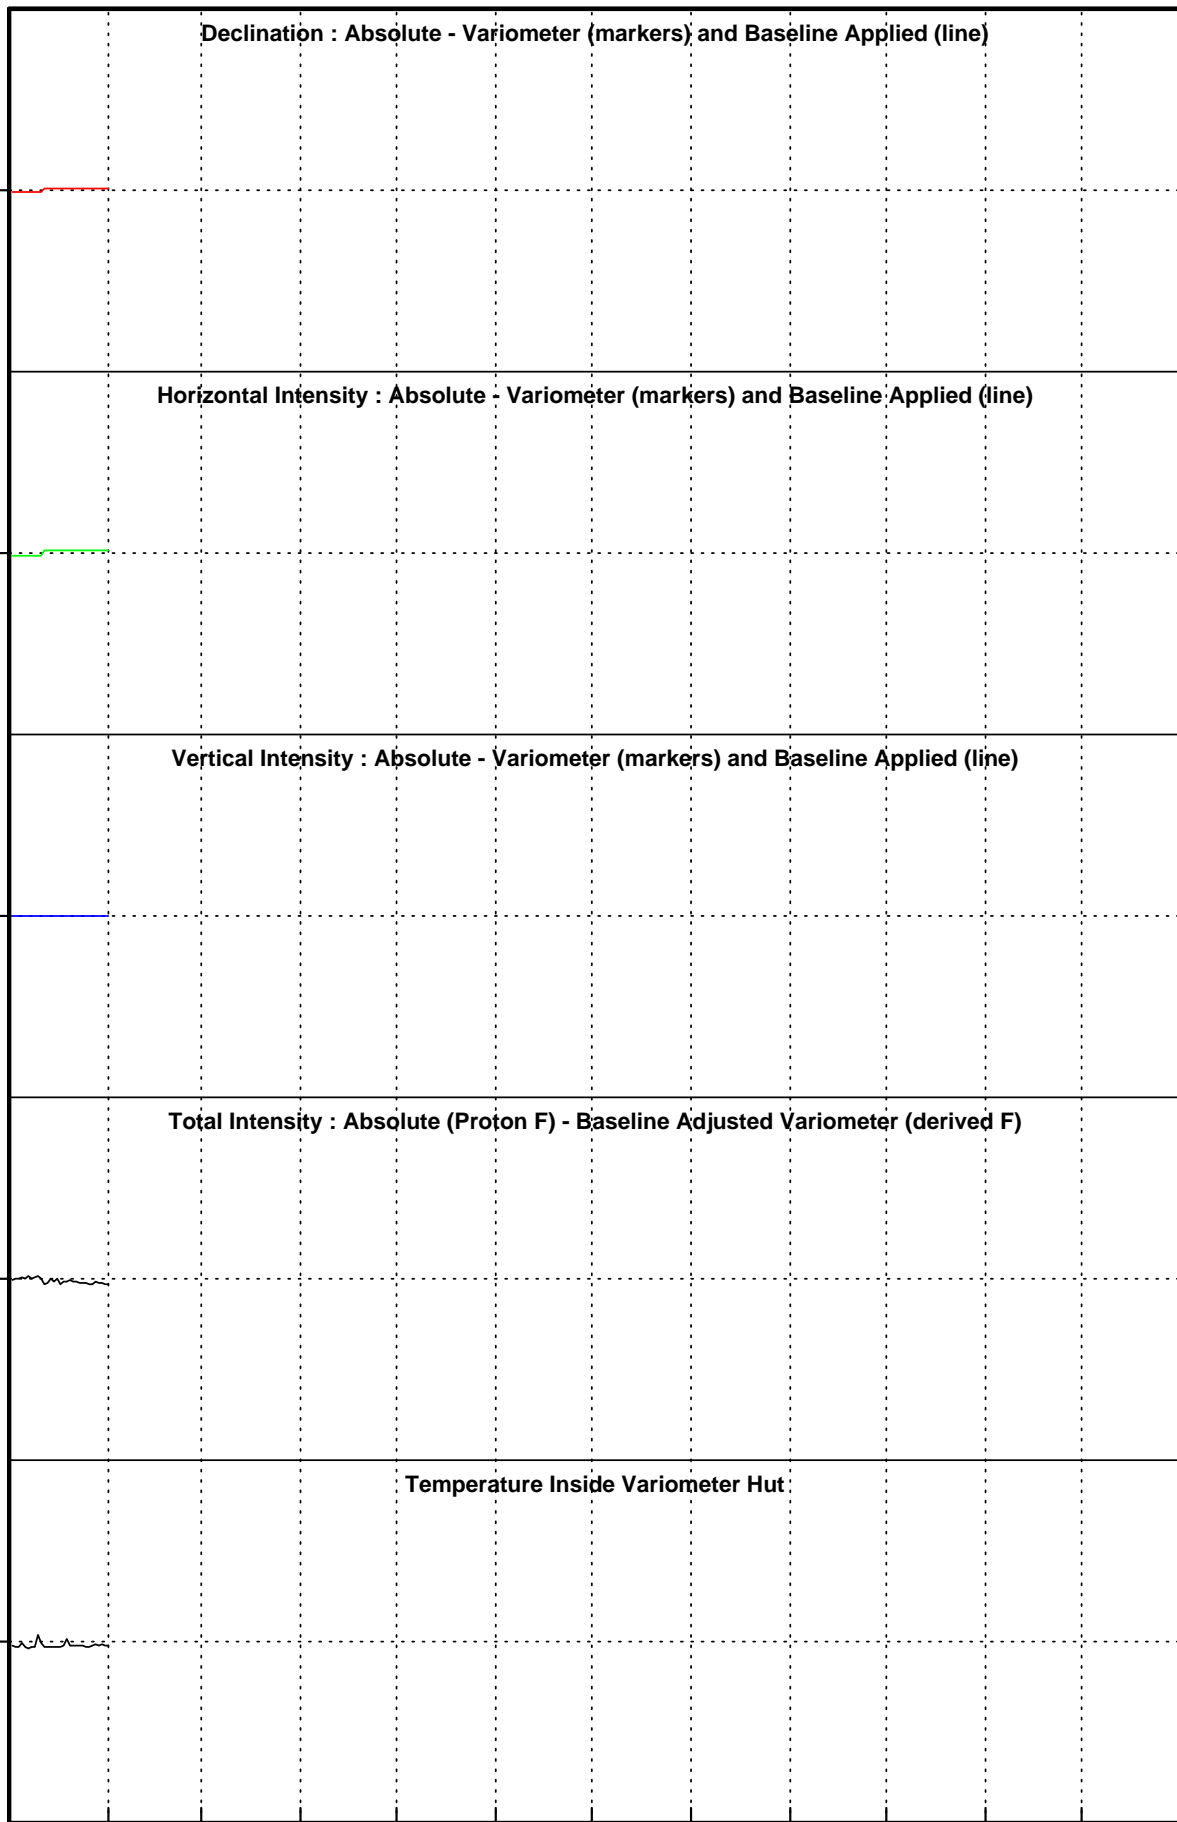 Declination : Absolute - Variometer (markers) and Baseline Applied (line)
Horizontal Intensity : Absolute - Variometer (markers) and Baseline Applied (line)
Vertical Intensity : Absolute - Variometer (markers) and Baseline Applied (line)
Total Intensity : Absolute (Proton F) - Baseline Adjusted Variometer (derived F)
Temperature Inside Variometer Hut